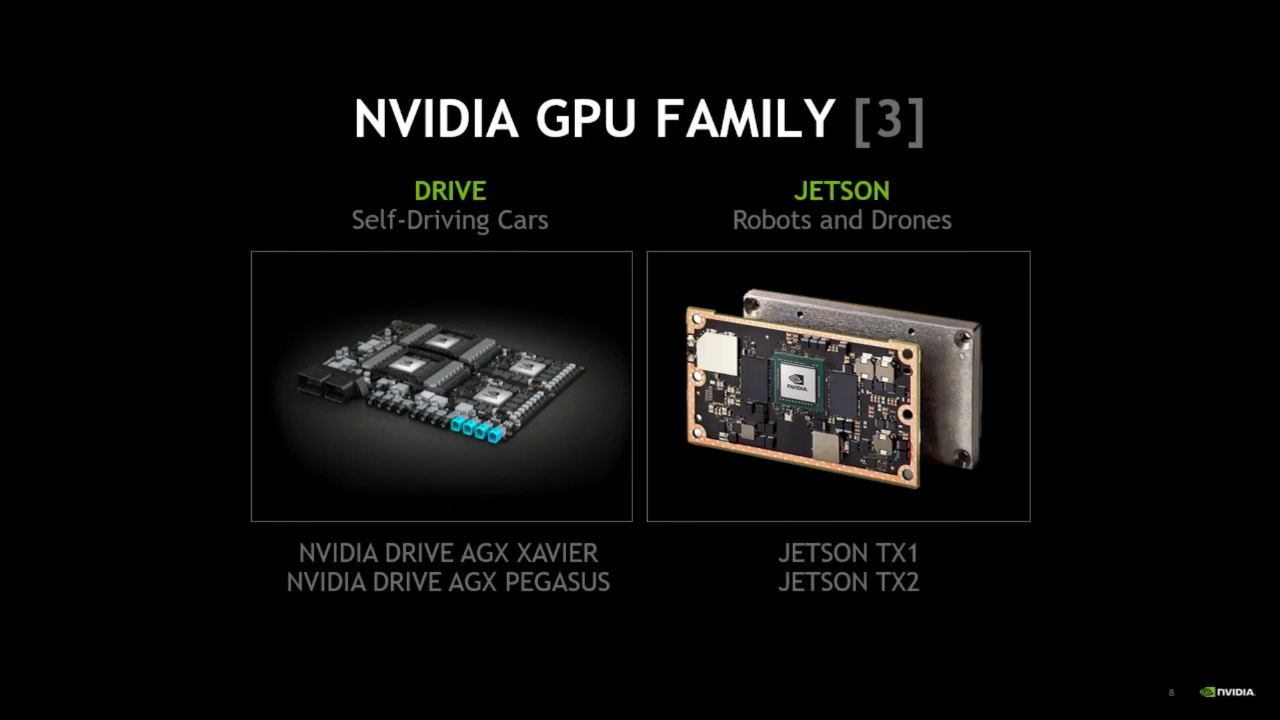 NVIDIA GPU FAMILY [3]
DRIVE
Self-Driving Cars
JETSON
Robots and Drones
NVIDIA
NVIDIA DRIVE AGX XAVIER
NVIDIA DRIVE AGX PEGASUS
JETSON TX1
JETSON TX2
8
NVIDIA.